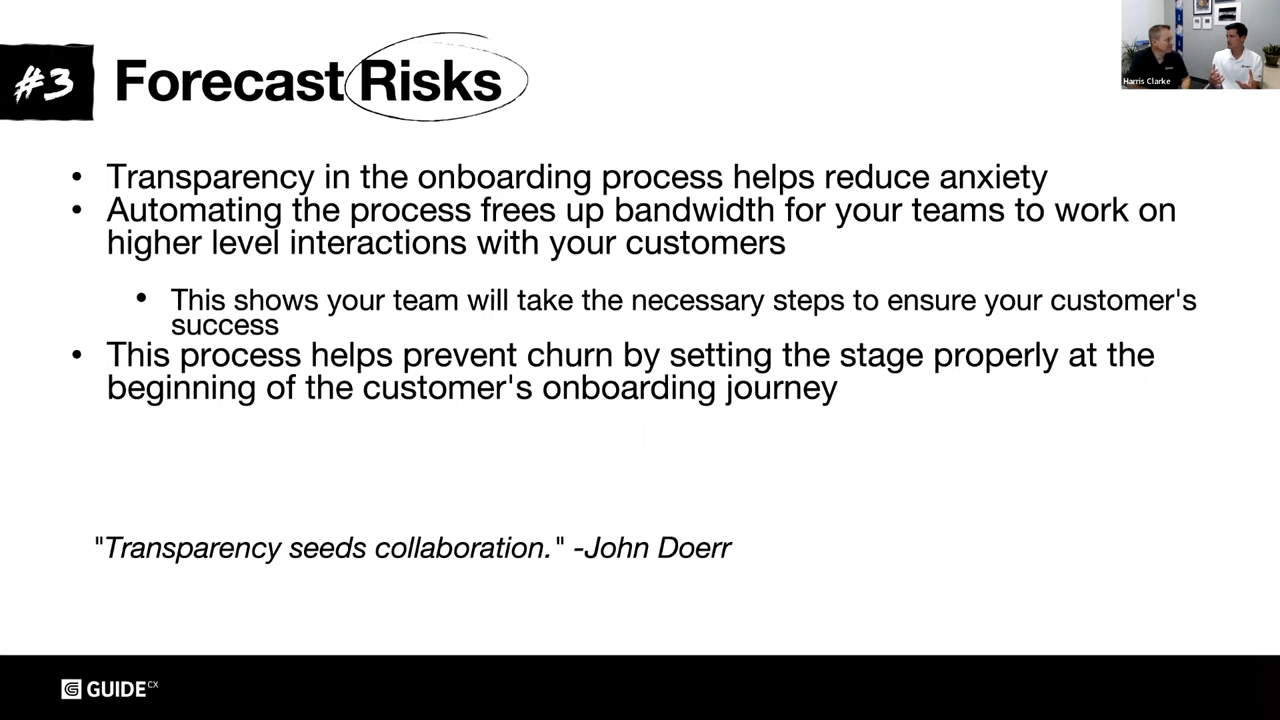 #3
Forecast Risks
Harris Clarke
• Transparency in the onboarding process helps reduce anxiety
• Automating the process frees up bandwidth for your teams to work on
higher level interactions with your customers
• This shows your team will take the necessary steps to ensure your customer's
success
• This process helps prevent churn by setting the stage properly at the
beginning of the customer's onboarding journey
"Transparency seeds collaboration." -John Doerr
GUIDECX